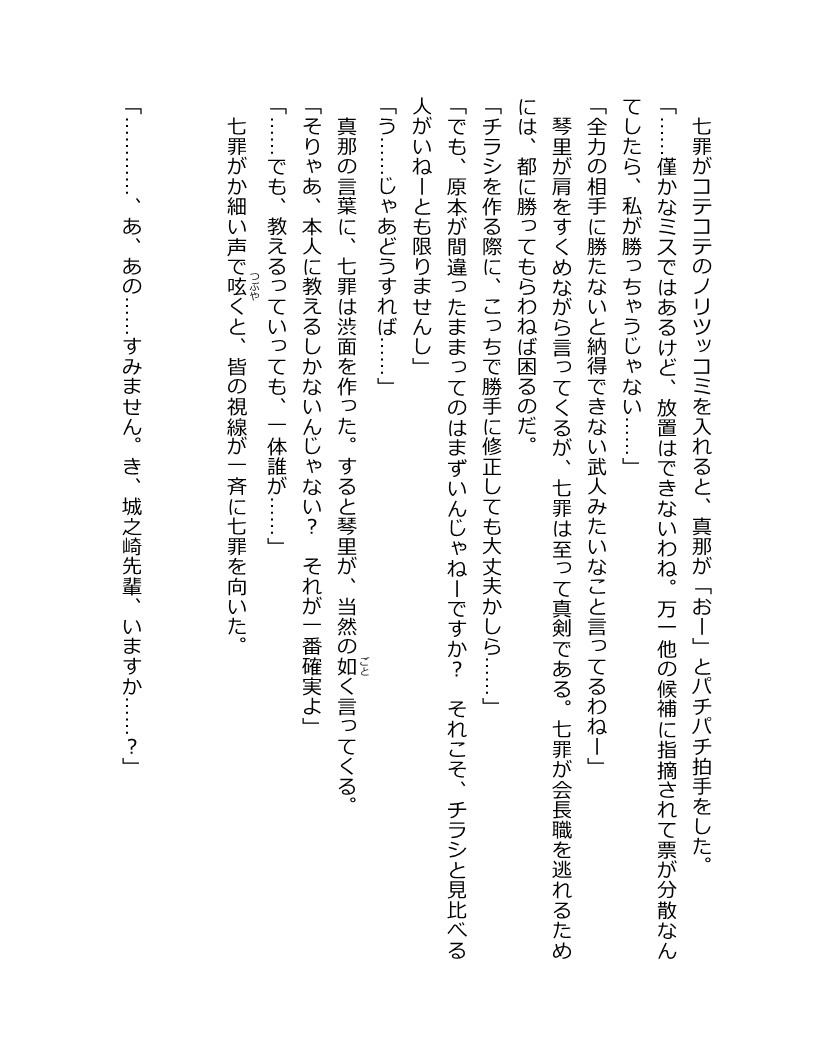 七罪がコテコテのノリツッコミを入れると、真那が「おー」とパチパチ拍手をした。
「……僅かなミスではあるけど、放置はできないわね。万一他の候補に指摘されて票が分散なん
てしたら、私が勝っちゃうじゃない……」
「全力の相手に勝たないと納得できない武人みたいなこと言ってるわねー」
　琴里が肩をすくめながら言ってくるが、七罪は至って真剣である。七罪が会長職を逃れるため
には、都に勝ってもらわねば困るのだ。
「チラシを作る際に、こっちで勝手に修正しても大丈夫かしら……」
「でも、原本が間違ったままってのはまずいんじゃねーですか？　それこそ、チラシと見比べる
人がいねーとも限りませんし」
「う……じゃあどうすれば……」
　真那の言葉に、七罪は渋面を作った。すると琴里が、当然の如く言ってくる。
ごと
「そりゃあ、本人に教えるしかないんじゃない？　それが一番確実よ」
「……でも、教えるっていっても、一体誰が……」
　七罪がか細い声で呟くと、皆の視線が一斉に七罪を向いた。
つぶや
「…………、あ、あの……すみません。き、城之崎先輩、いますか……？」